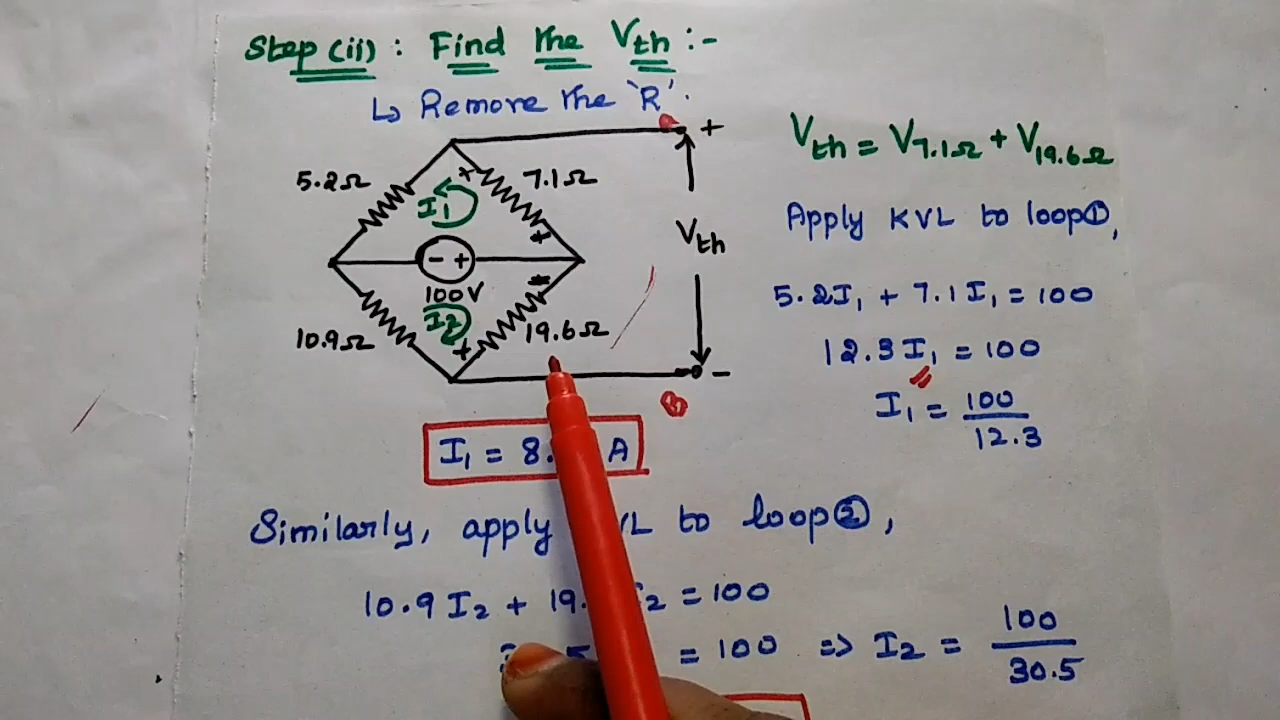 Step (ii) : Find the Vth :-
↳ Remove the 'R'.
5.2Ω
7.1Ω
+
I1
+
+
- +
Vth
100V
I2
10.9Ω
19.6Ω
+
-
Vth = V7.1Ω + V19.6Ω
Apply KVL to loop①,
5.2I1 + 7.1I1 = 100
12.3I1 = 100
I1 = 100
12.3
I1 = 8. A
Similarly, apply to loop②,
10.9I2 + 19. = 100
= 100 => I2 = 100
30.5